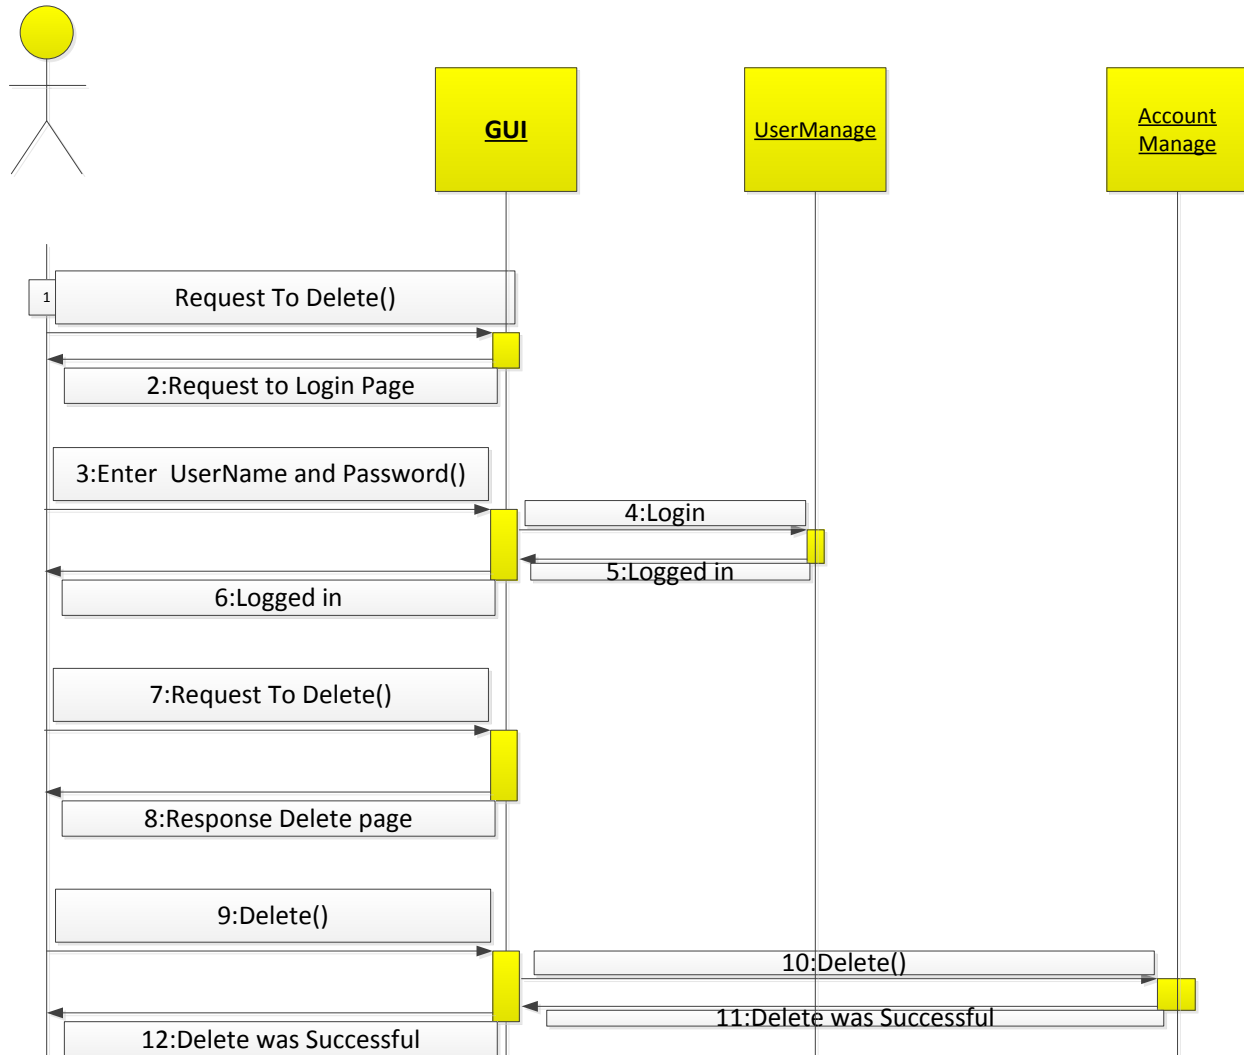 GUI
UserManage
Account
Manage
1
Request To Delete()
2:Request to Login Page
3:Enter  UserName and Password()
4:Login
5:Logged in
6:Logged in
7:Request To Delete()
8:Response Delete page
9:Delete()
10:Delete()
11:Delete was Successful
12:Delete was Successful